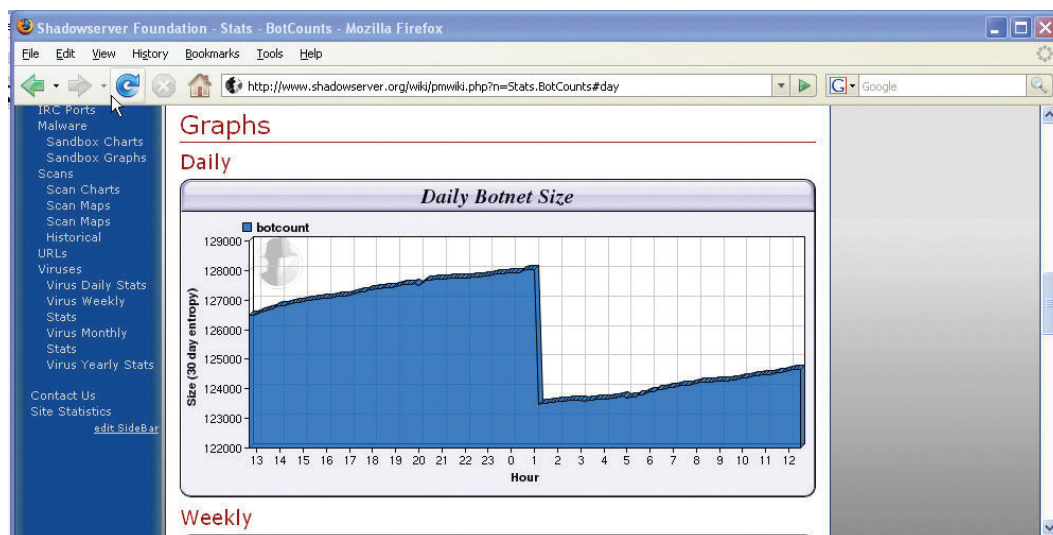 Shadowserver Foundation - Stats - BotCounts - Mozilla Firefox
File Edit View History Bookmarks Tools Help
http://www.shadowserver.org/wiki/pmwiki.php?n=Stats.BotCounts#day
G Google
IRC Ports
Malware
Sandbox Charts
Sandbox Graphs
Scans
Scan Charts
Scan Maps
Scan Maps
Historical
URLs
Viruses
Virus Daily Stats
Virus Weekly
Stats
Virus Monthly
Stats
Virus Yearly Stats
Contact Us
Site Statistics
edit SideBar
Graphs
Daily
Daily Botnet Size
botcount
Size (30 day entropy)
129000
128000
127000
126000
125000
124000
123000
122000
13 14 15 16 17 18 19 20 21 22 23 0 1 2 3 4 5 6 7 8 9 10 11 12
Hour
Weekly